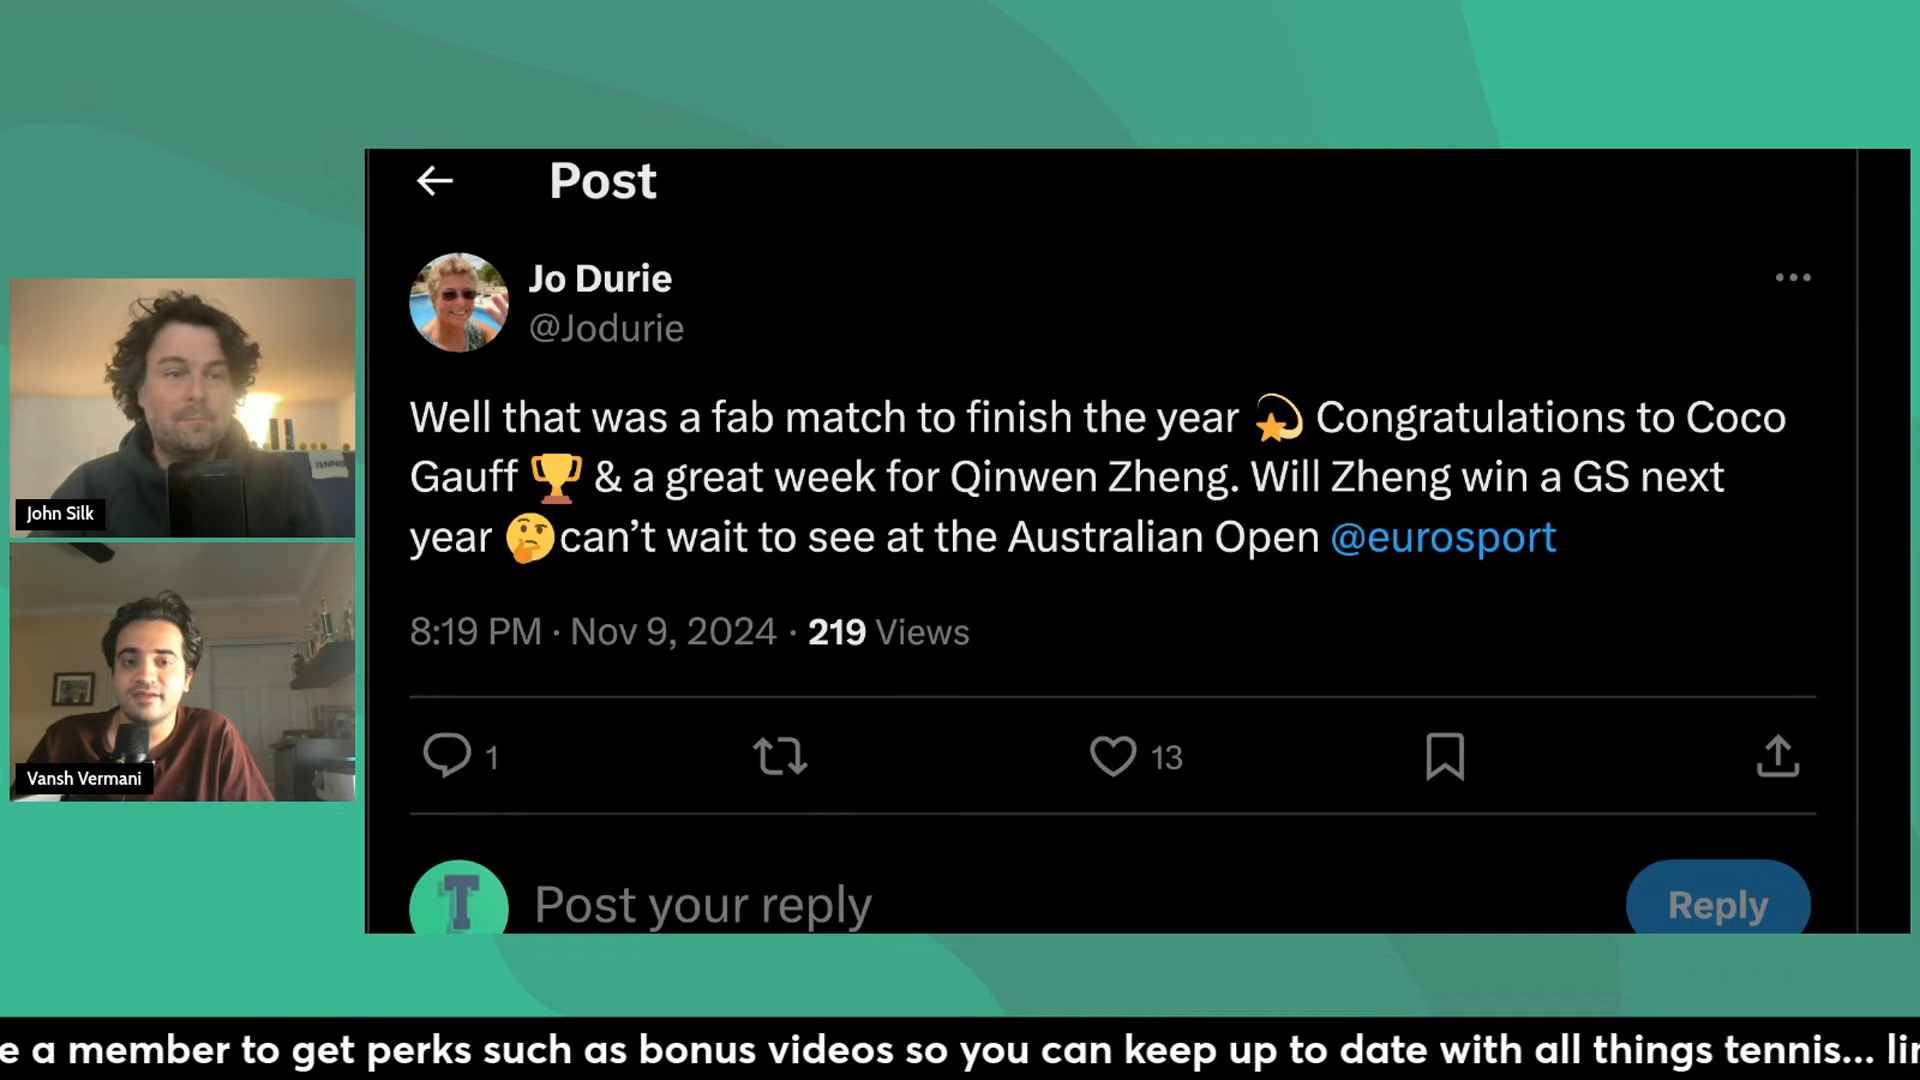 Post
Jo Durie
@Jodurie
Well that was a fab match to finish the year 💫 Congratulations to Coco
Gauff 🏆 & a great week for Qinwen Zheng. Will Zheng win a GS next
year 🤔can’t wait to see at the Australian Open @eurosport
8:19 PM · Nov 9, 2024 · 219 Views
1
13
T
Post your reply
Reply
TENNIS
John Silk
Vansh Vermani
e a member to get perks such as bonus videos so you can keep up to date with all things tennis... lin